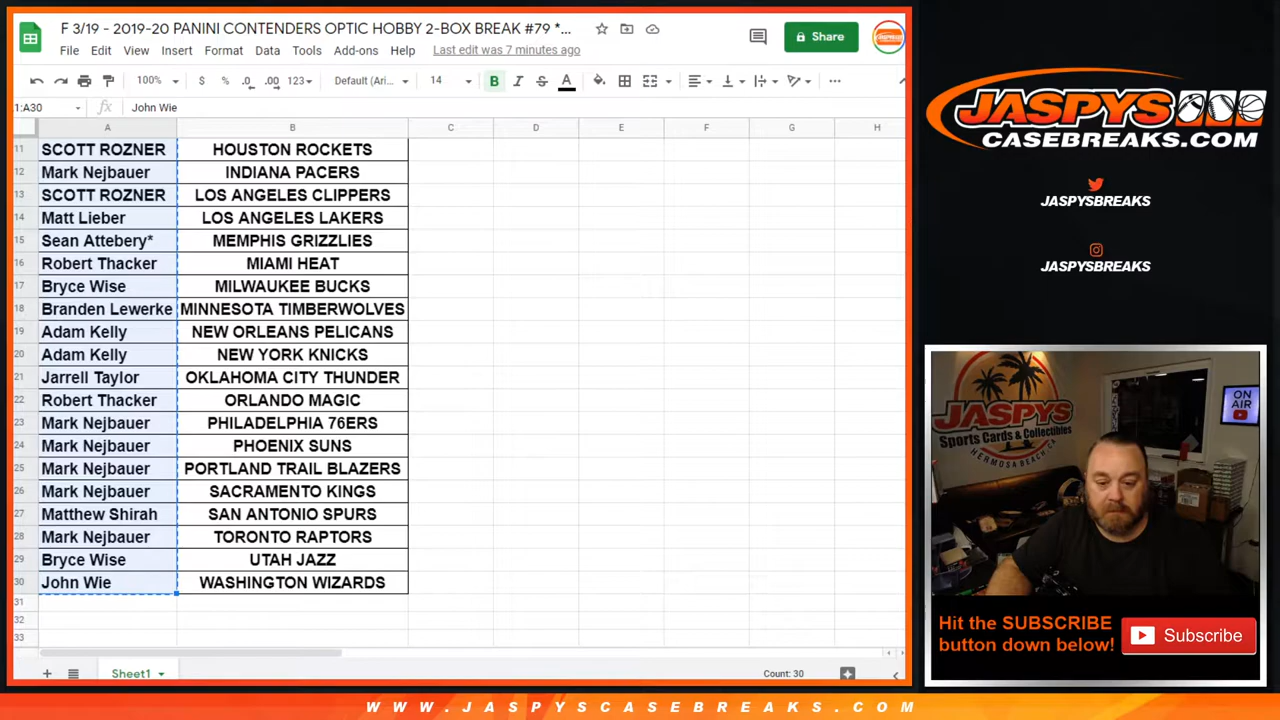 F 3/19 - 2019-20 PANINI CONTENDERS OPTIC HOBBY 2-BOX BREAK #79 *...
File Edit View Insert Format Data Tools Add-ons Help Last edit was 7 minutes ago
Share
100% $ % .0 .00 123 Default (Ari... 14 B I S A
1:A30 fx John Wie
A B C D E F G H
11 SCOTT ROZNER HOUSTON ROCKETS
12 Mark Nejbauer INDIANA PACERS
13 SCOTT ROZNER LOS ANGELES CLIPPERS
14 Matt Lieber LOS ANGELES LAKERS
15 Sean Attebery* MEMPHIS GRIZZLIES
16 Robert Thacker MIAMI HEAT
17 Bryce Wise MILWAUKEE BUCKS
18 Branden Lewerke MINNESOTA TIMBERWOLVES
19 Adam Kelly NEW ORLEANS PELICANS
20 Adam Kelly NEW YORK KNICKS
21 Jarrell Taylor OKLAHOMA CITY THUNDER
22 Robert Thacker ORLANDO MAGIC
23 Mark Nejbauer PHILADELPHIA 76ERS
24 Mark Nejbauer PHOENIX SUNS
25 Mark Nejbauer PORTLAND TRAIL BLAZERS
26 Mark Nejbauer SACRAMENTO KINGS
27 Matthew Shirah SAN ANTONIO SPURS
28 Mark Nejbauer TORONTO RAPTORS
29 Bryce Wise UTAH JAZZ
30 John Wie WASHINGTON WIZARDS
31
32
33
Sheet1
Count: 30
JASPYS
CASEBREAKS.COM
JASPYSBREAKS
JASPYSBREAKS
JASPYS
Sports Cards & Collectibles
HERMOSA BEACH, CA
ON
AIR
Hit the SUBSCRIBE
button down below!
Subscribe
WWW.JASPYSCASEBREAKS.COM